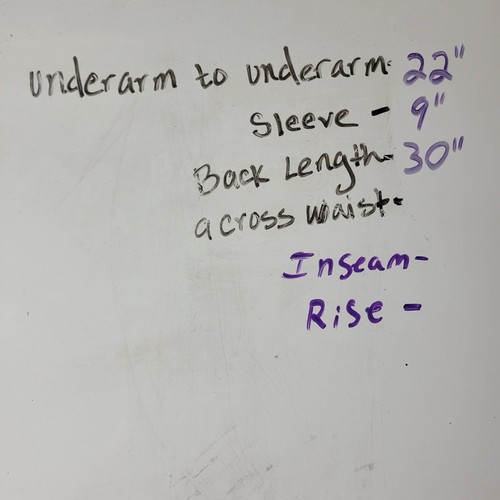 underarm to underarm- 22"
Sleeve - 9"
Back Length- 30"
across waist-
Inseam-
Rise -